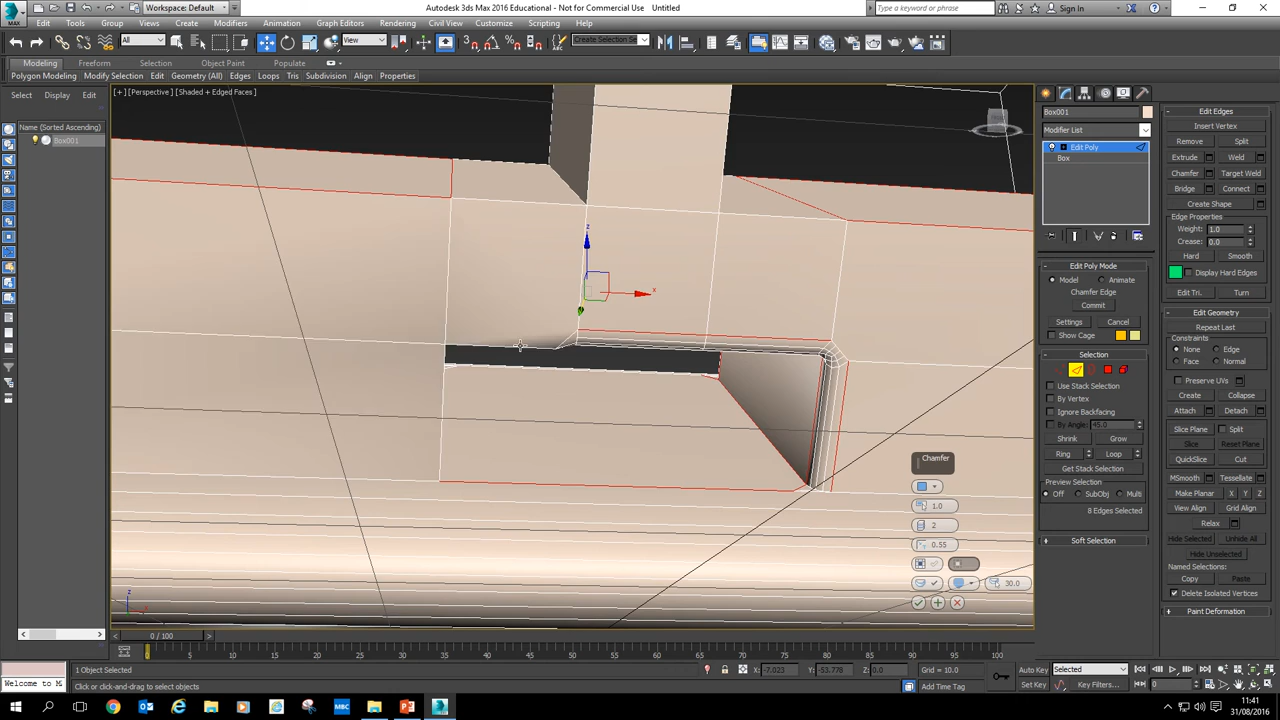 Workspace: Default
Autodesk 3ds Max 2016 Educational - Not for Commercial Use   Untitled
Type a keyword or phrase
Sign In
Edit Tools Group Views Create Modifiers Animation Graph Editors Rendering Civil View Customize Scripting Help
All
View
Create Selection Se
Modeling Freeform Selection Object Paint Populate
Polygon Modeling Modify Selection Edit Geometry (All) Edges Loops Tris Subdivision Align Properties
Select Display Edit
Name (Sorted Ascending)
Box001
[+] [Perspective] [Shaded + Edged Faces]
z
x
Chamfer
1.0
2
0.55
30.0
Box001
Modifier List
Edit Poly
Box
Edit Poly Mode
Model Animate
Chamfer Edge
Commit
Settings Cancel
Show Cage
Selection
Use Stack Selection
By Vertex
Ignore Backfacing
By Angle: 45.0
Shrink Grow
Ring Loop
Get Stack Selection
Preview Selection
Off SubObj Multi
8 Edges Selected
Soft Selection
Edit Edges
Insert Vertex
Remove Split
Extrude Weld
Chamfer Target Weld
Bridge Connect
Create Shape
Edge Properties
Weight: 1.0
Crease: 0.0
Hard Smooth
Display Hard Edges
Edit Tri. Turn
Edit Geometry
Repeat Last
Constraints
None Edge
Face Normal
Preserve UVs
Create Collapse
Attach Detach
Slice Plane Split
Slice Reset Plane
QuickSlice Cut
MSmooth Tessellate
Make Planar X Y Z
View Align Grid Align
Relax
Hide Selected Unhide All
Hide Unselected
Named Selections:
Copy Paste
Delete Isolated Vertices
Paint Deformation
0 / 100
0 5 10 15 20 25 30 35 40 45 50 55 60 65 70 75 80 85 90 95 100
1 Object Selected
X: -7.023 Y: -53.778 Z: 0.0
Grid = 10.0
Auto Key Selected
Welcome to M
Click or click-and-drag to select objects
Add Time Tag
Set Key Key Filters...
0
MBC
11:41
31/08/2016